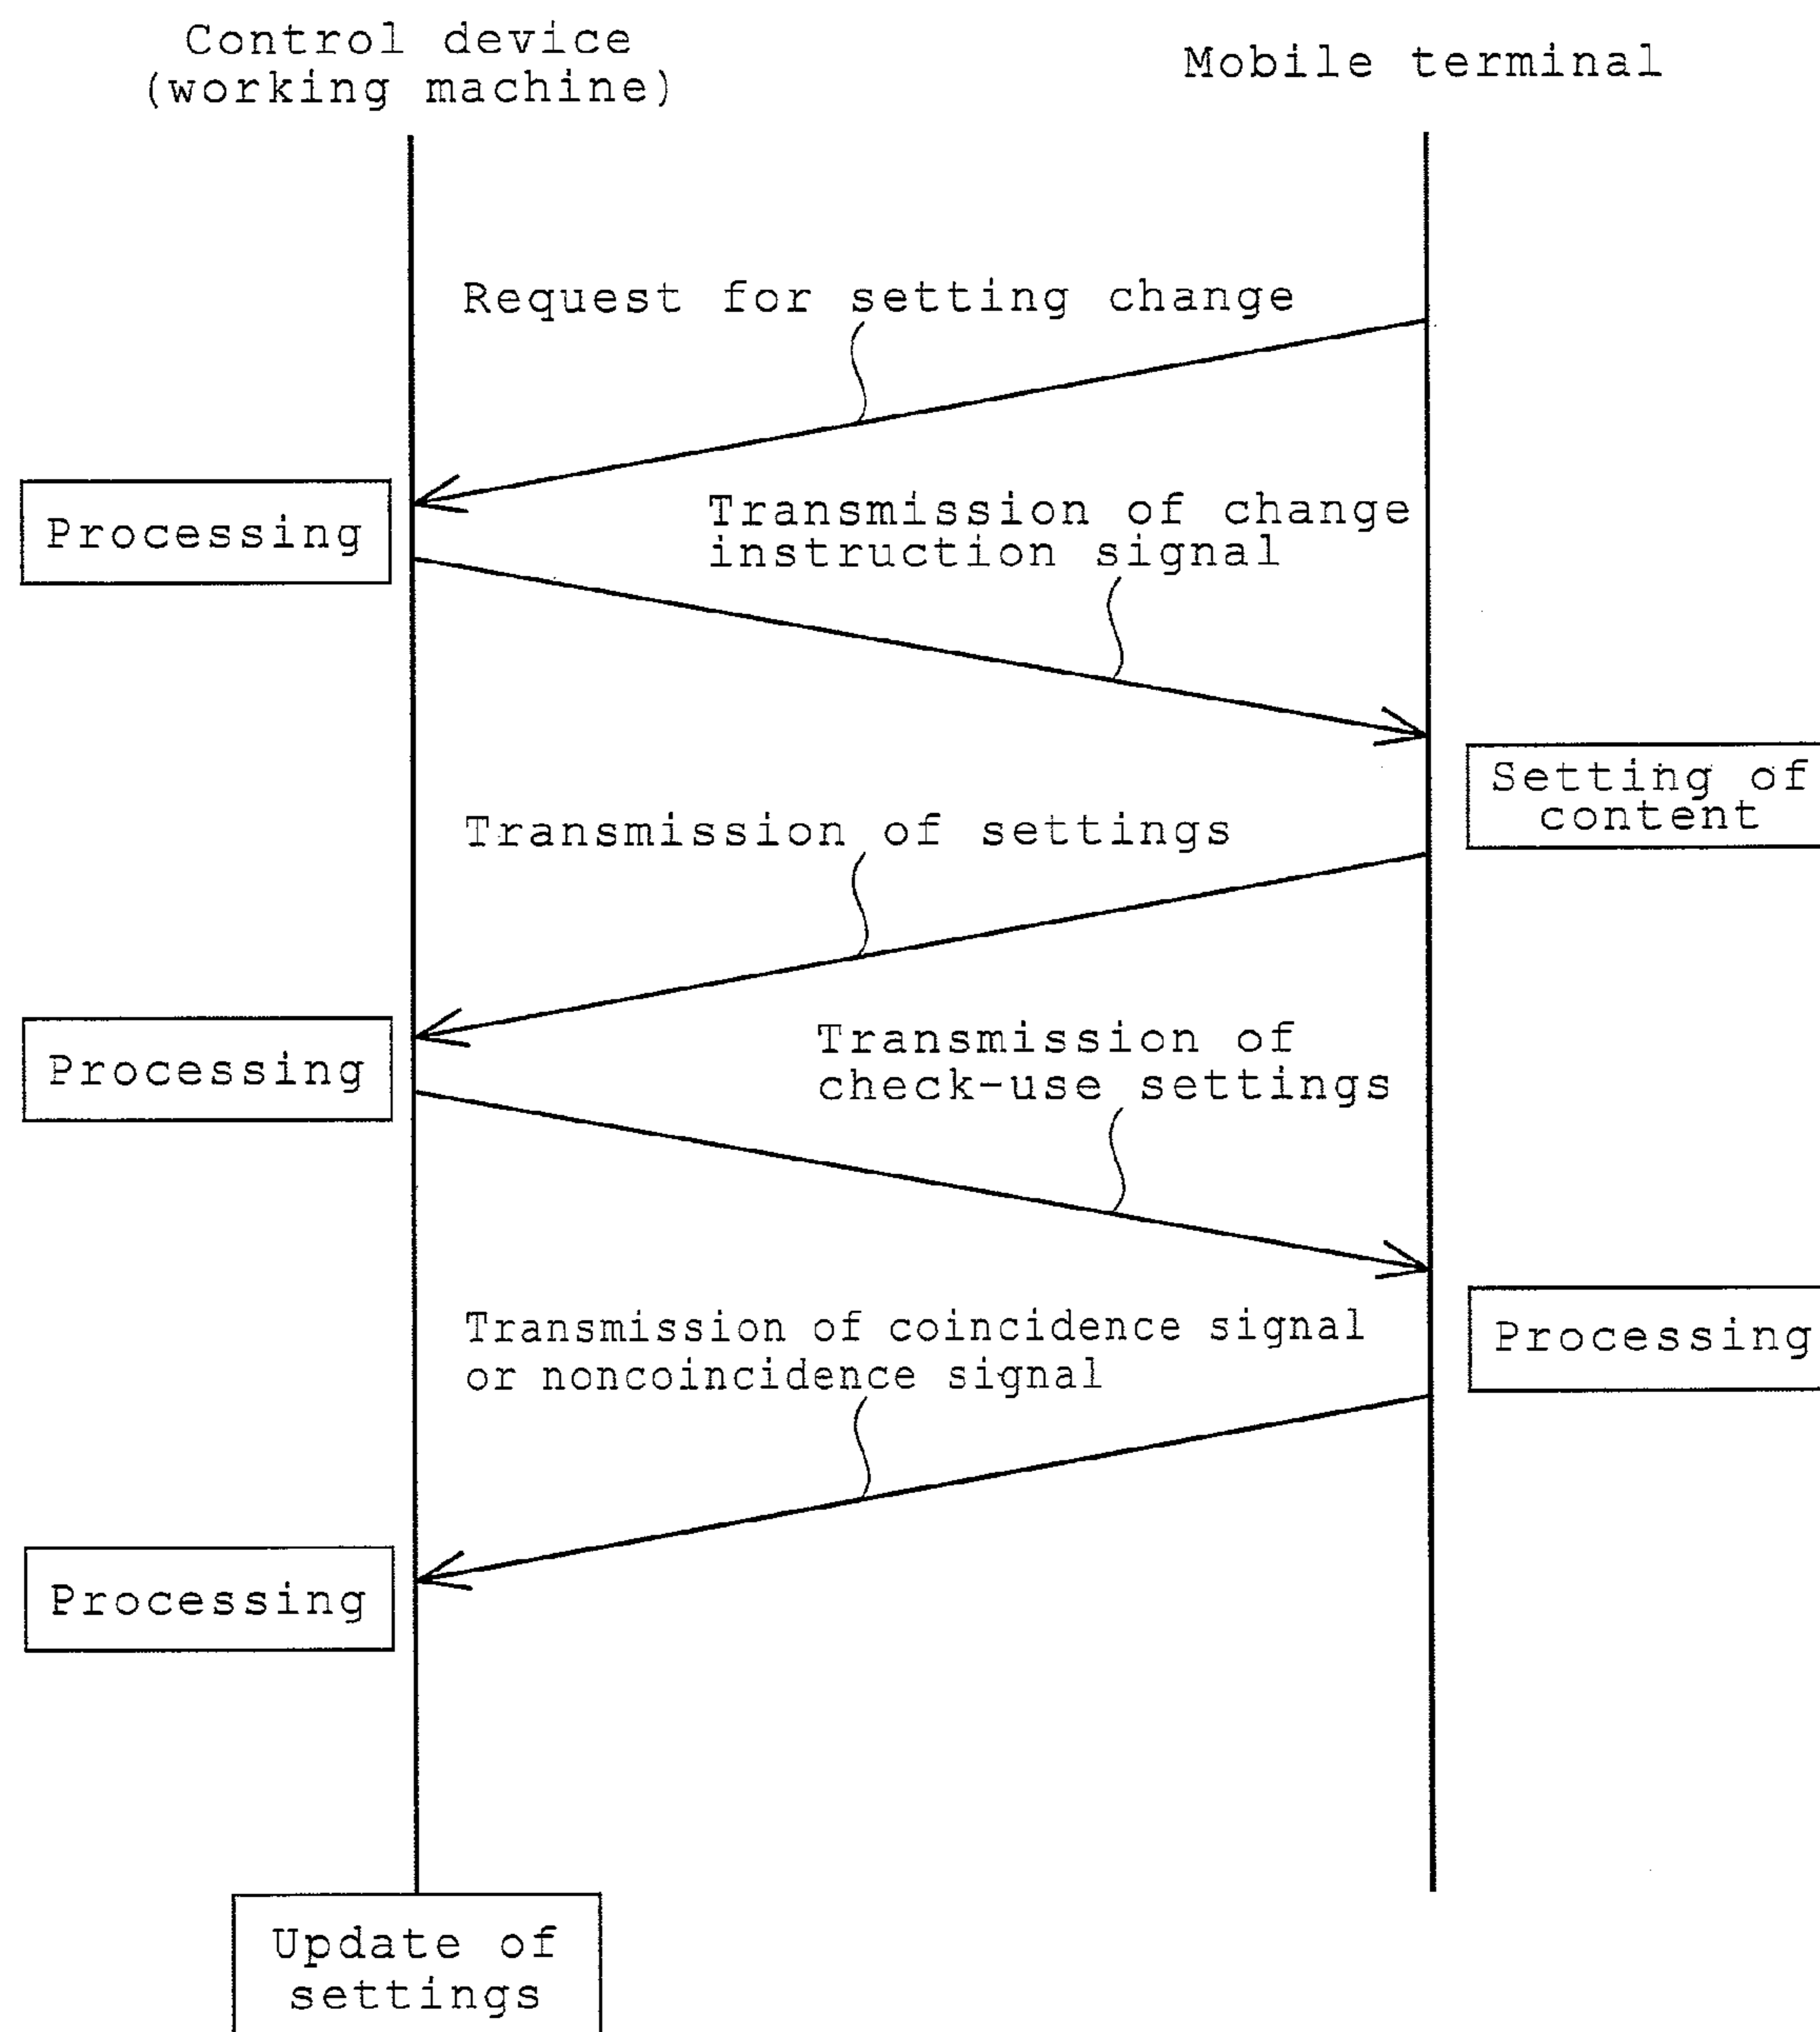 Control device
(working machine)
Mobile terminal
Request for setting change
Processing
Transmission of change
instruction signal
Setting of
content
Transmission of settings
Processing
Transmission of
check-use settings
Processing
Transmission of coincidence signal
or noncoincidence signal
Processing
Update of
settings